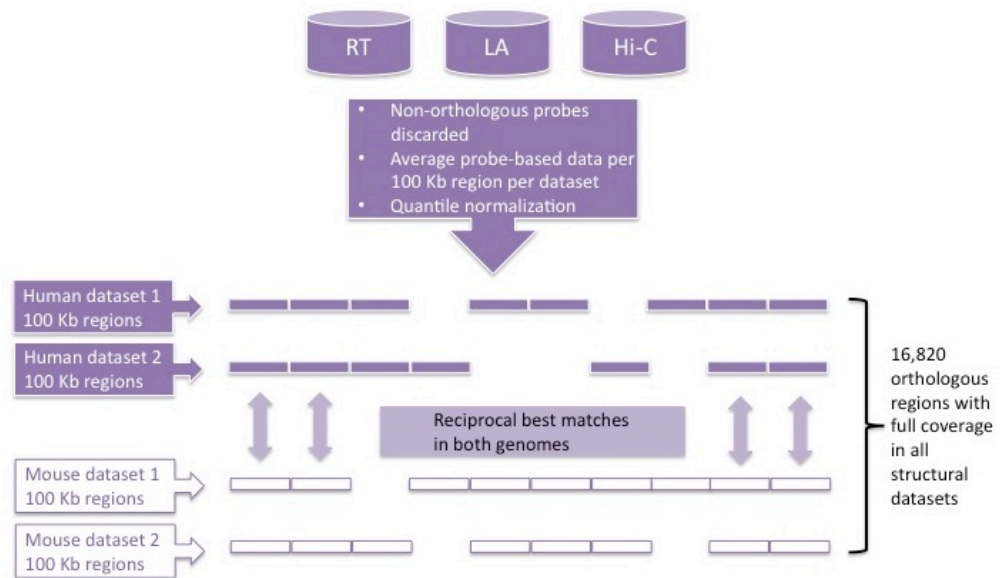 RT
LA
Hi-C
• Non-orthologous probes
discarded
• Average probe-based data per
100 Kb region per dataset
• Quantile normalization
Human dataset 1
100 Kb regions
Human dataset 2
100 Kb regions
Reciprocal best matches
in both genomes
Mouse dataset 1
100 Kb regions
Mouse dataset 2
100 Kb regions
16,820
orthologous
regions with
full coverage
in all
structural
datasets